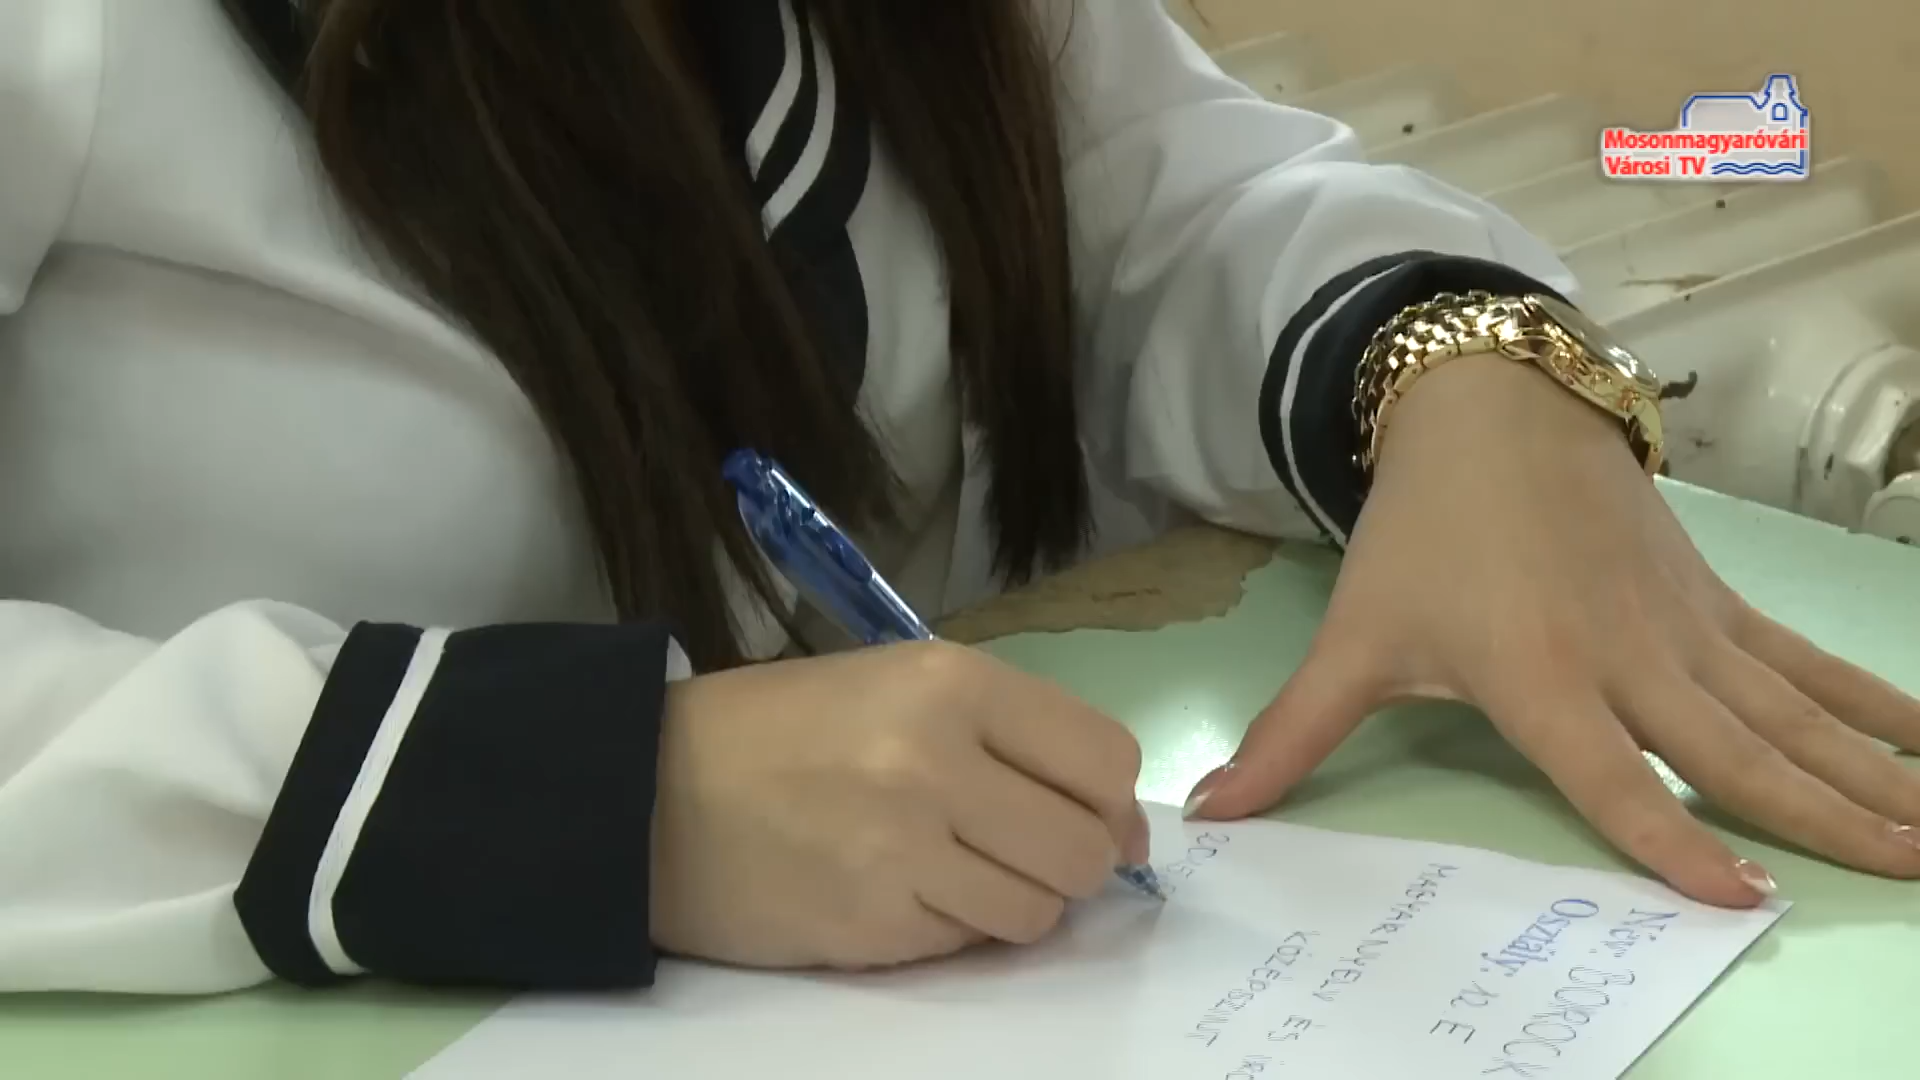 Mosonmagyaróvári
Városi TV
Név:
Osztály: 12. E
MAGYAR NYELV ÉS
KÖZÉPSZINT